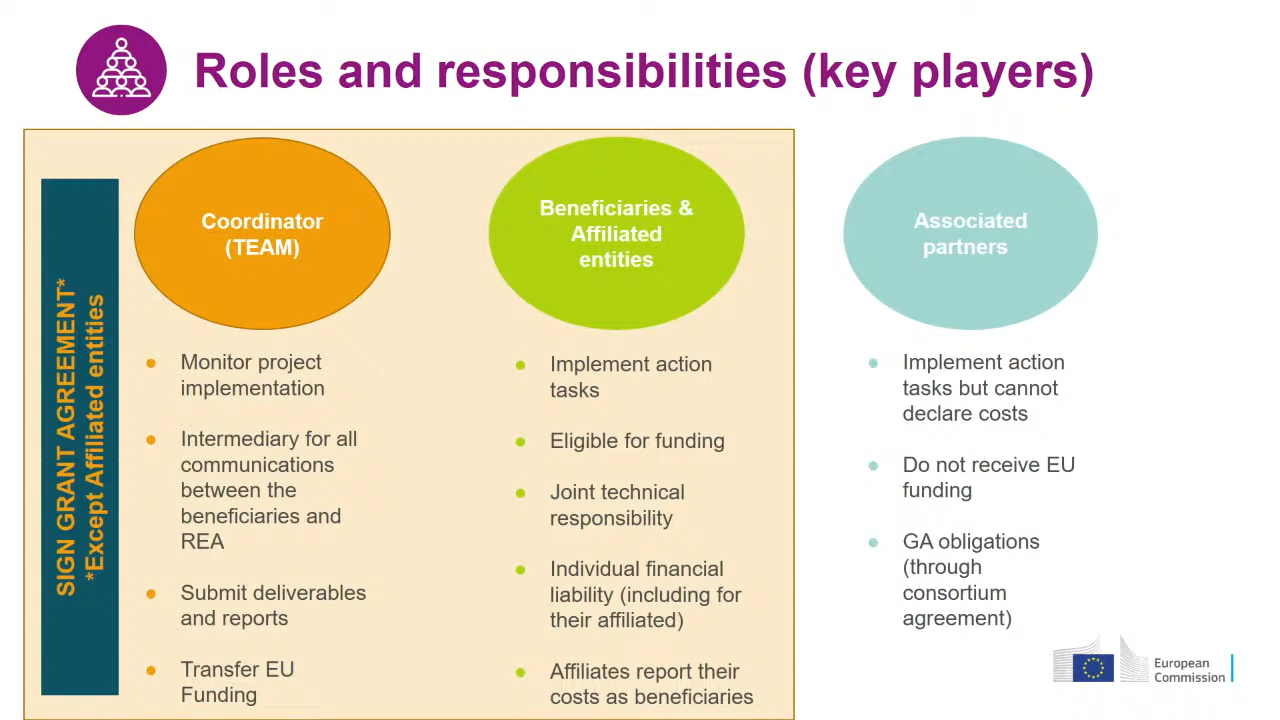 Roles and responsibilities (key players)
SIGN GRANT AGREEMENT*
*Except Affiliated entities
Coordinator
(TEAM)
Monitor project
implementation
Intermediary for all
communications
between the
beneficiaries and
REA
Submit deliverables
and reports
Transfer EU
Funding
Beneficiaries &
Affiliated
entities
Implement action
tasks
Eligible for funding
Joint technical
responsibility
Individual financial
liability (including for
their affiliated)
Affiliates report their
costs as beneficiaries
Associated
partners
Implement action
tasks but cannot
declare costs
Do not receive EU
funding
GA obligations
(through
consortium
agreement)
European
Commission